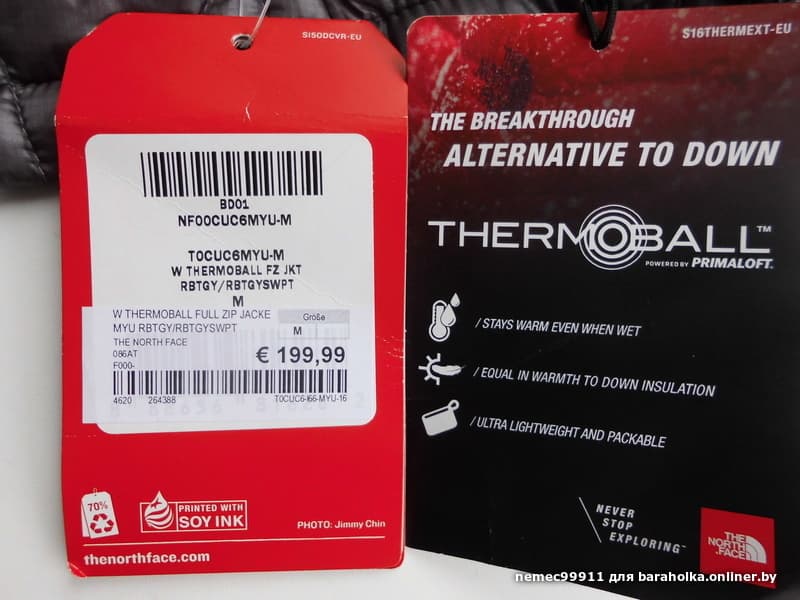 SI50DCVR-EU
BD01
NF00CUC6MYU-M
T0CUC6MYU-M
W THERMOBALL FZ JKT
RBTGY/RBTGYSWPT
M
W THERMOBALL FULL ZIP JACKE
MYU RBTGY/RBTGYSWPT
THE NORTH FACE
086AT
F000-
Größe
M
€ 199,99
4620 264388 T0CUC6-I66-MYU-16
70%
PRINTED WITH
SOY INK
PHOTO: Jimmy Chin
thenorthface.com
S16THERMEXT-EU
THE BREAKTHROUGH
ALTERNATIVE TO DOWN
THERMOBALL™
POWERED BY PRIMALOFT®
/ STAYS WARM EVEN WHEN WET
/ EQUAL IN WARMTH TO DOWN INSULATION
/ ULTRA LIGHTWEIGHT AND PACKABLE
NEVER
STOP
EXPLORING™
THE
NORTH
FACE
nemec99911 для baraholka.onliner.by